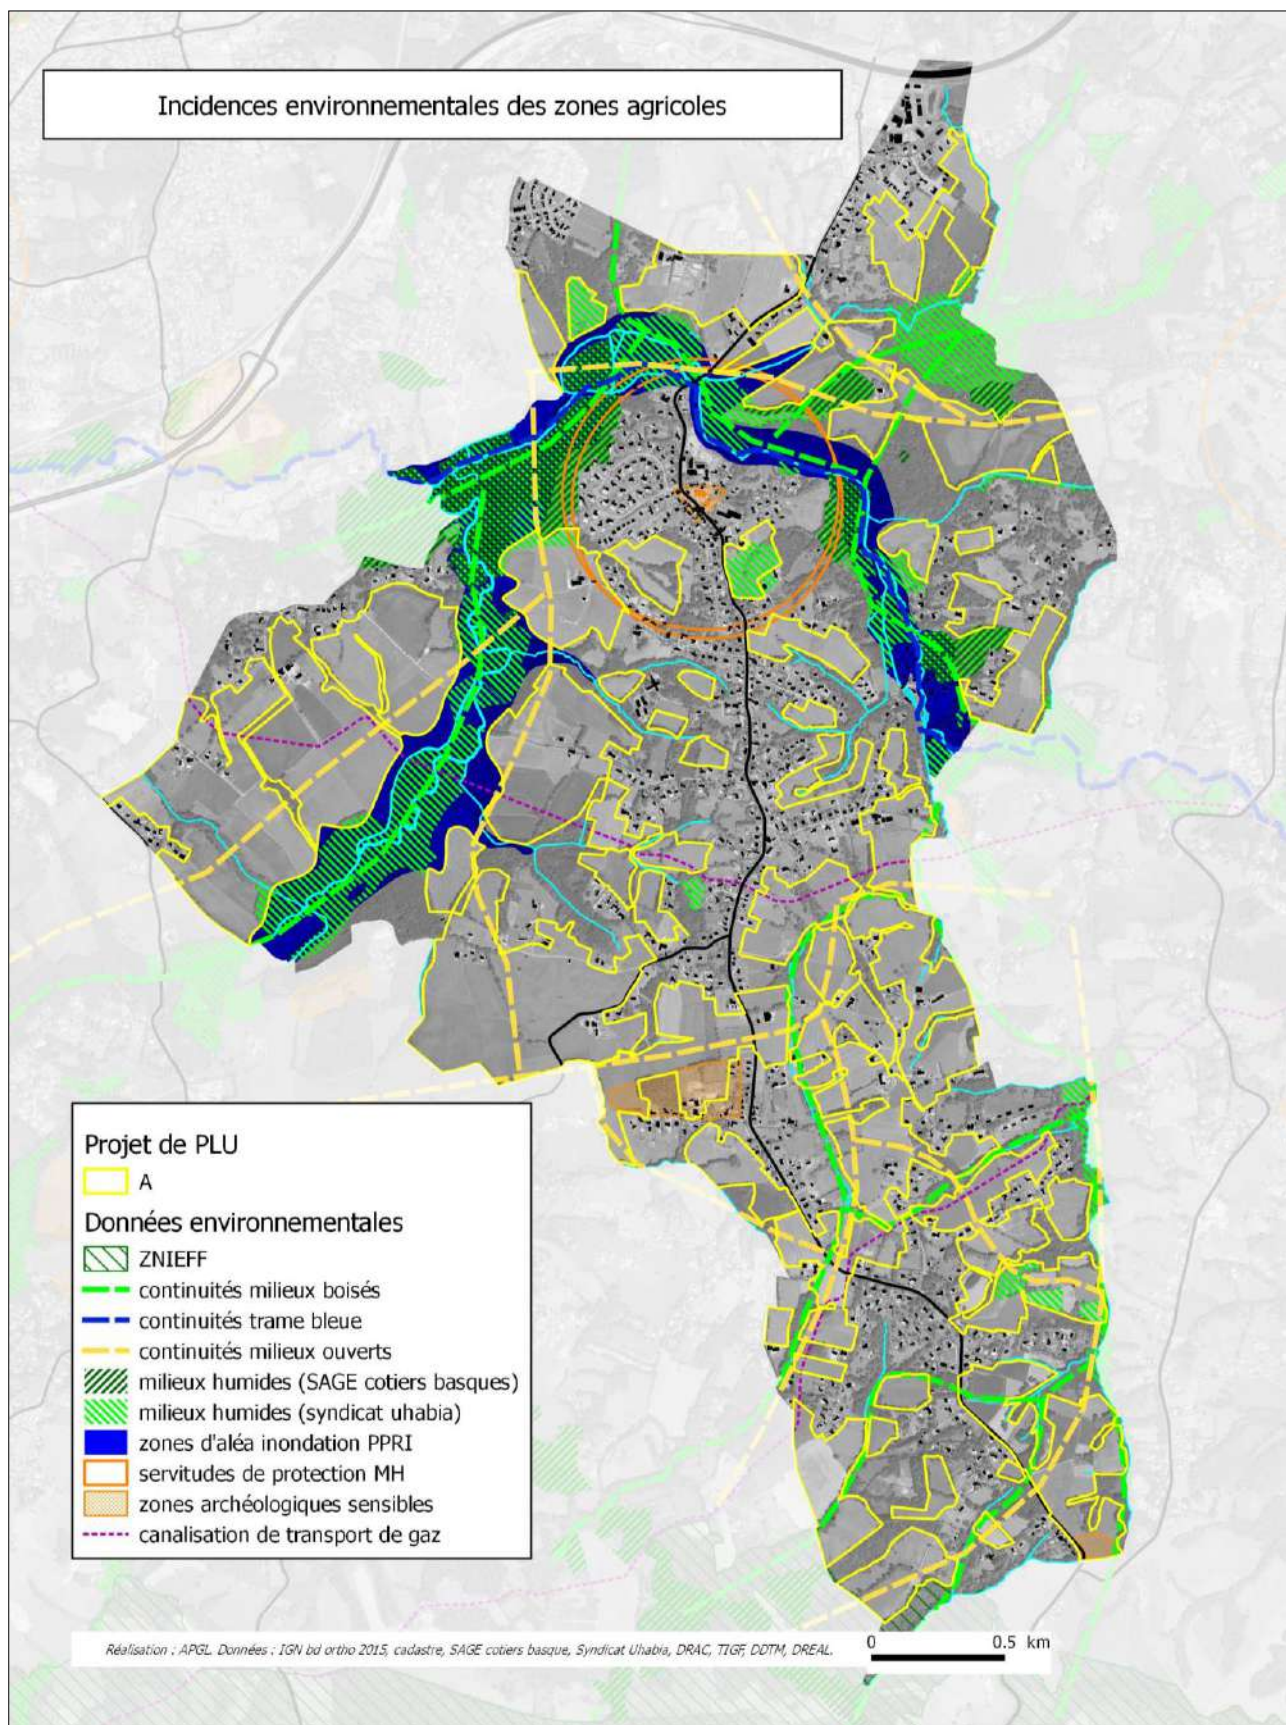 Incidences environnementales des zones agricoles
Projet de PLU
A
Données environnementales
ZNIEFF
continuités milieux boisés
continuités trame bleue
continuités milieux ouverts
milieux humides (SAGE cotiers basques)
milieux humides (syndicat uhabia)
zones d'aléa inondation PPRI
servitudes de protection MH
zones archéologiques sensibles
canalisation de transport de gaz
Réalisation : APGL. Données : IGN bd ortho 2015, cadastre, SAGE cotiers basque, Syndicat Uhabia, DRAC, TIGF, DDTM, DREAL.
0 0.5 km